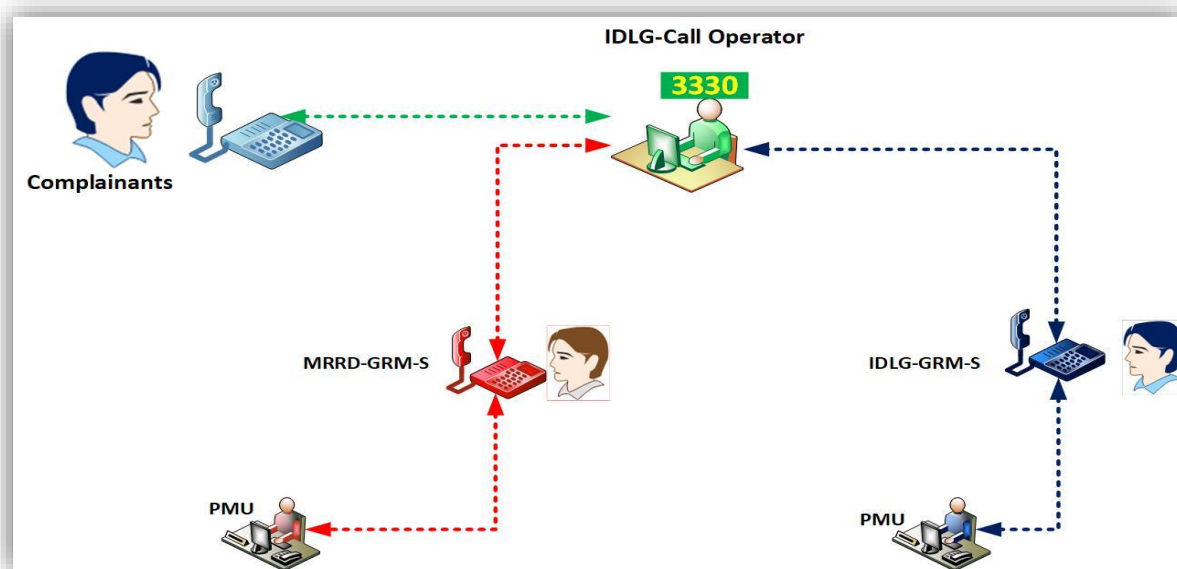 IDLG-Call Operator
3330
Complainants
MRRD-GRM-S
IDLG-GRM-S
PMU
PMU